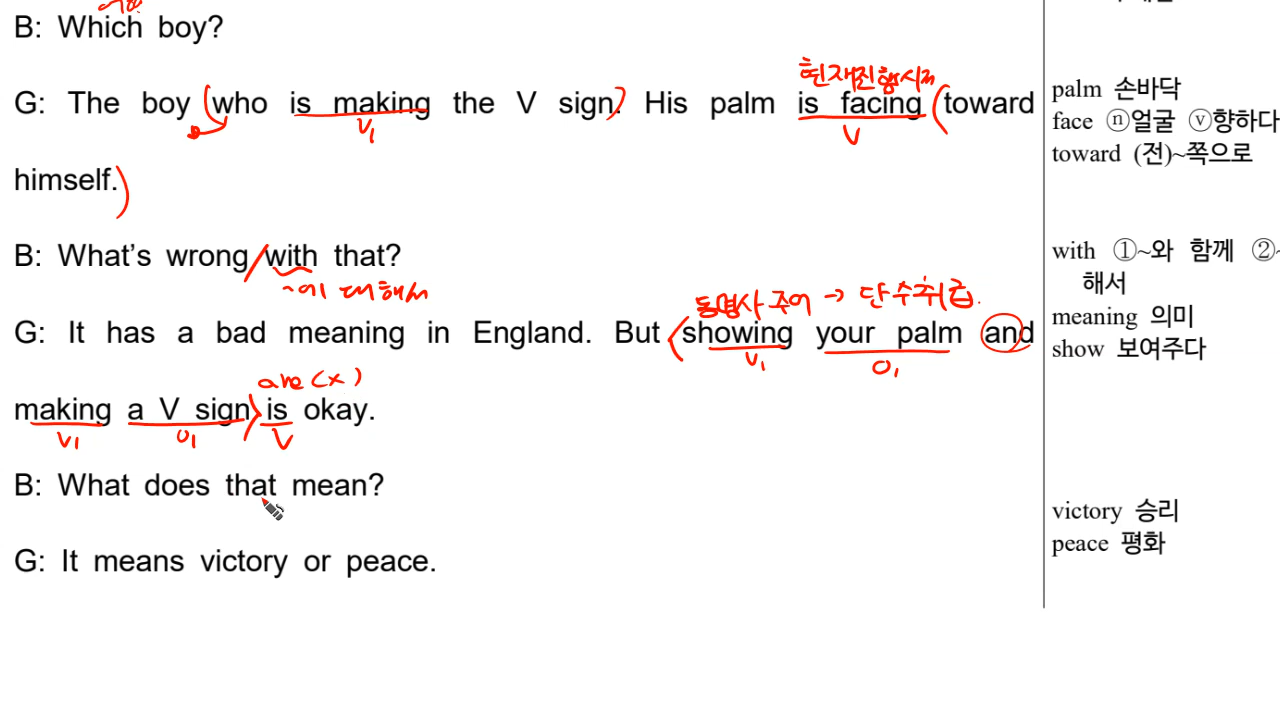 어떤
B: Which boy?
현재진행시제
G: The boy (who is making the V sign.) His palm is facing (toward
V₁ V
himself.)
B: What's wrong / with that?
~에 대해서
동명사 주어 → 단수취급.
G: It has a bad meaning in England. But <showing your palm and
V₁ O₁
are (x)
making a V sign> is okay.
V₁ O₁ V
B: What does that mean?
G: It means victory or peace.
palm 손바닥
face ⓝ얼굴 ⓥ향하다
toward (전)~쪽으로
with ①~와 함께 ②~
해서
meaning 의미
show 보여주다
victory 승리
peace 평화